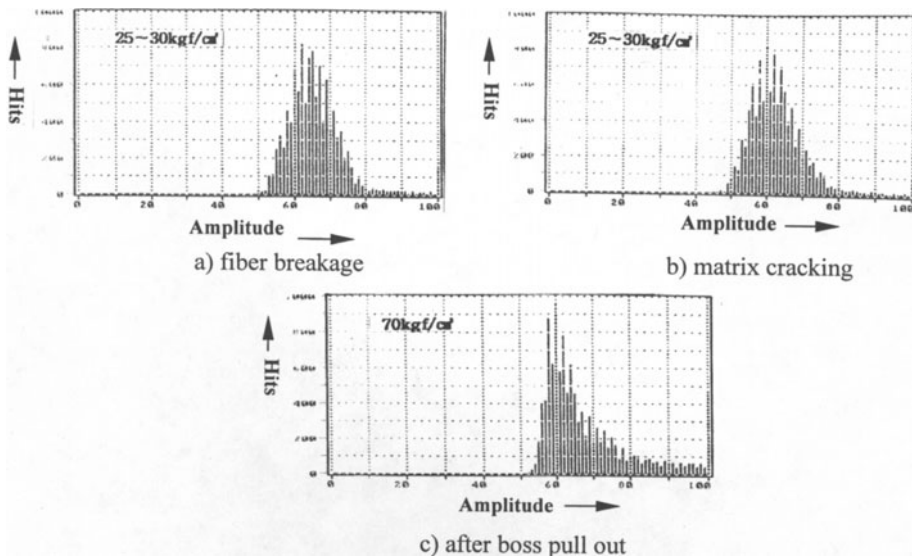 25~30kgf/㎠
Hits
0 20 40 60 80 100
Amplitude
a) fiber breakage
25~30kgf/㎠
Hits
0 20 40 60 80 100
Amplitude
b) matrix cracking
70kgf/㎠
Hits
0 20 40 60 80 100
Amplitude
c) after boss pull out